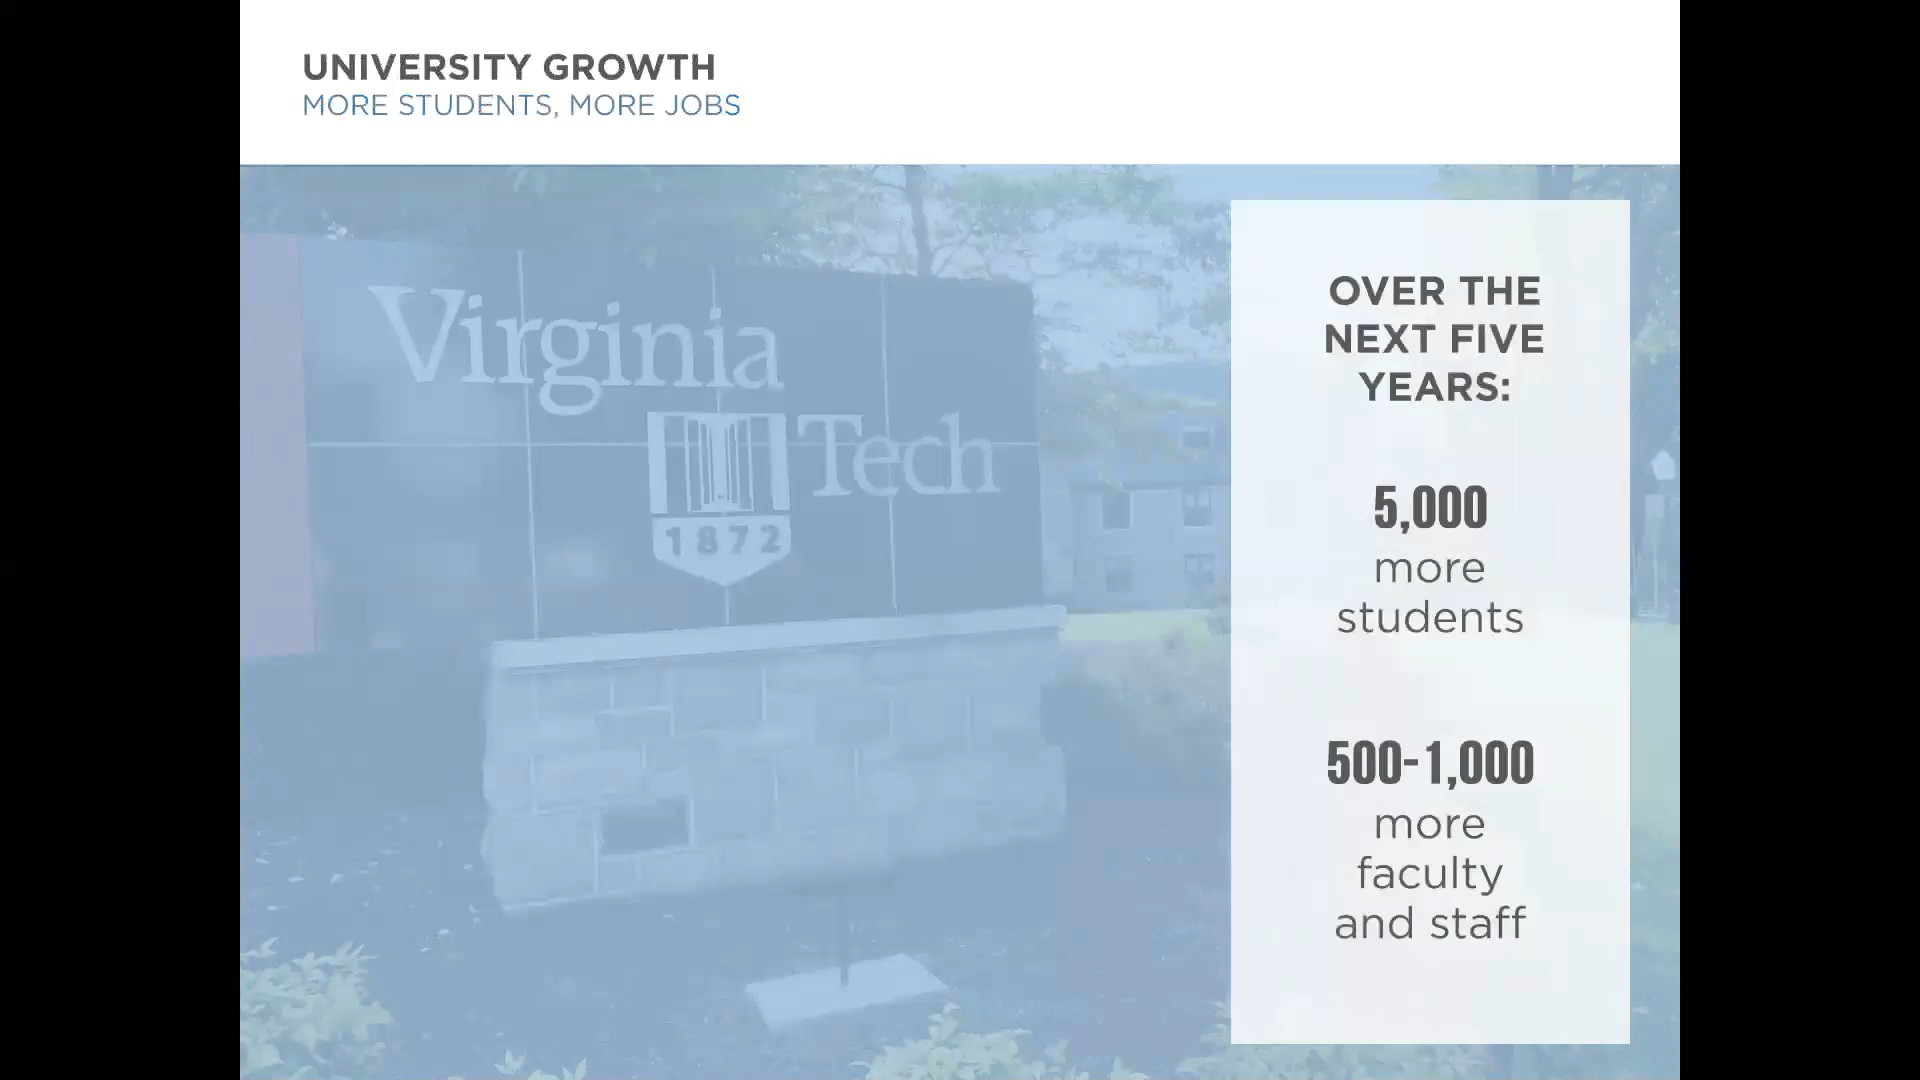 UNIVERSITY GROWTH
MORE STUDENTS, MORE JOBS
Virginia
Tech
1872
OVER THE
NEXT FIVE
YEARS:
5,000
more
students
500-1,000
more
faculty
and staff